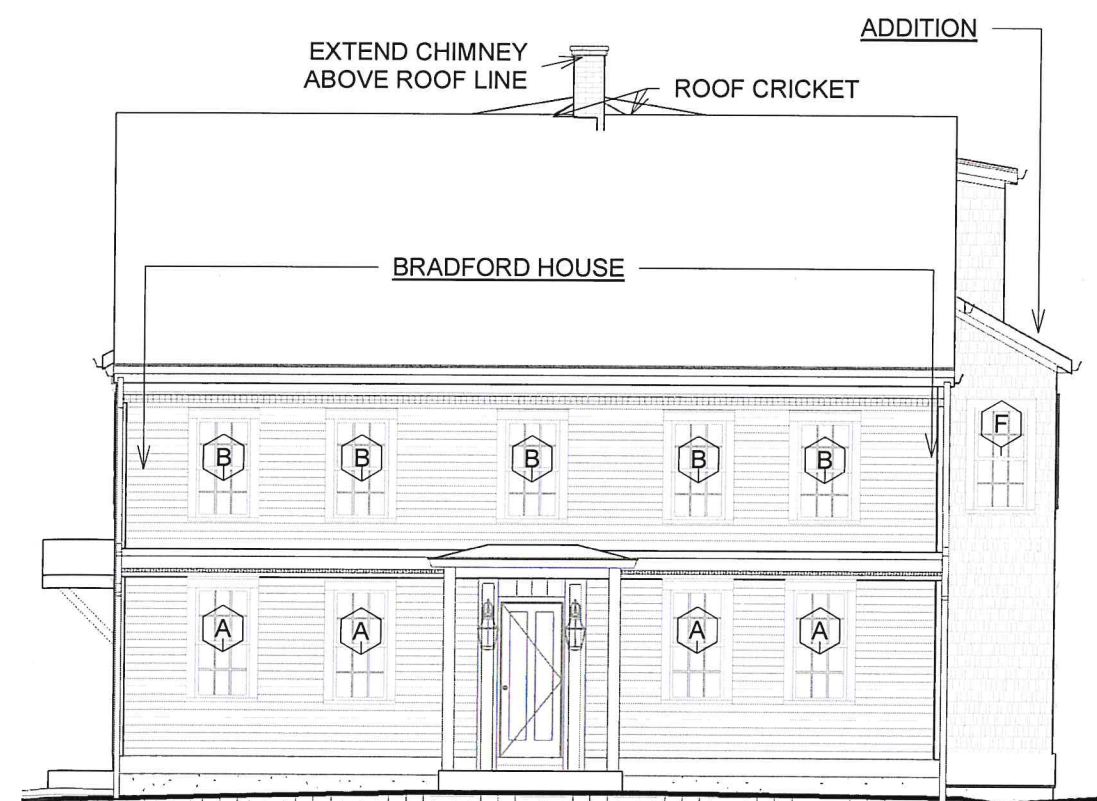 ADDITION
EXTEND CHIMNEY
ABOVE ROOF LINE
ROOF CRICKET
BRADFORD HOUSE
B
B
B
B
B
F
A
A
A
A